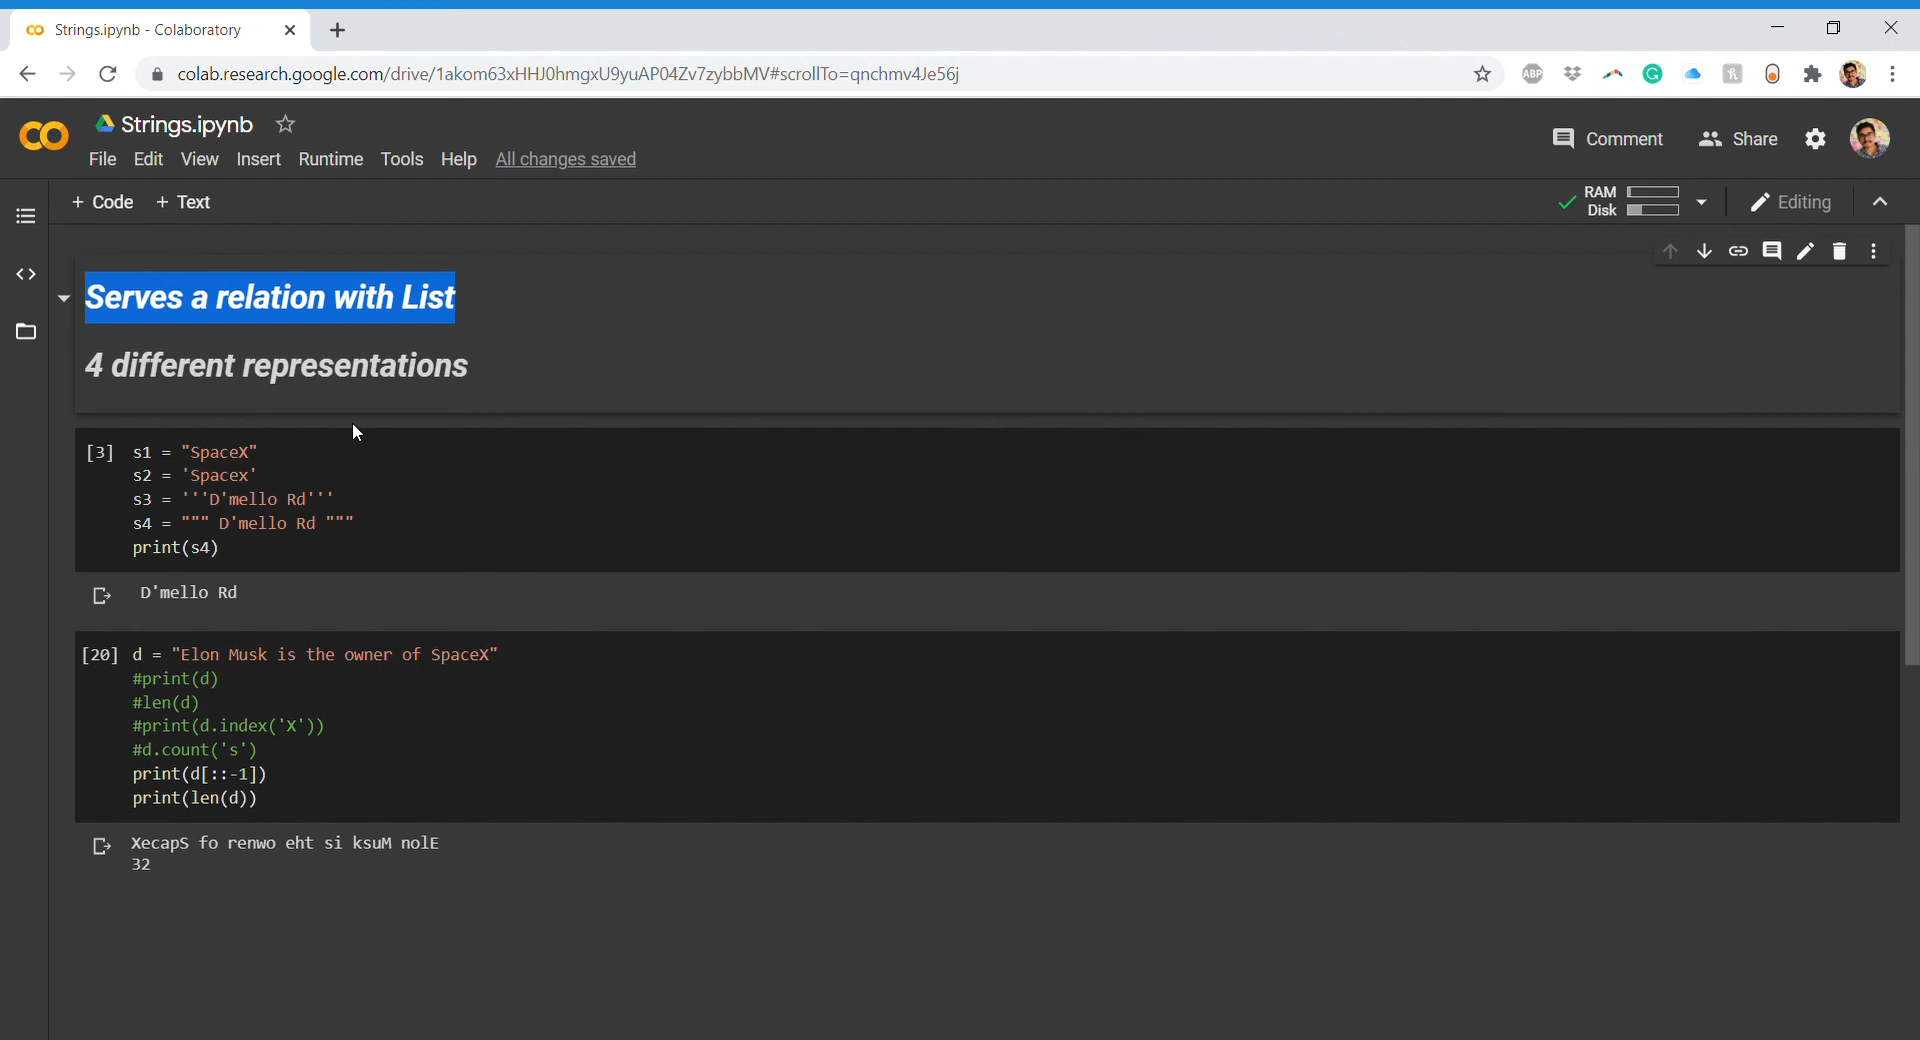 Strings.ipynb - Colaboratory
colab.research.google.com/drive/1akom63xHHJ0hmgxU9yuAP04Zv7zybbMV#scrollTo=qnchmv4Je56j
ABP
Strings.ipynb
File Edit View Insert Runtime Tools Help All changes saved
Comment Share
+ Code + Text
RAM
Disk
Editing
Serves a relation with List
4 different representations
[3] s1 = "SpaceX"
s2 = 'Spacex'
s3 = '''D'mello Rd'''
s4 = """ D'mello Rd """
print(s4)
D'mello Rd
[20] d = "Elon Musk is the owner of SpaceX"
#print(d)
#len(d)
#print(d.index('X'))
#d.count('s')
print(d[::-1])
print(len(d))
XecapS fo renwo eht si ksuM nolE
32